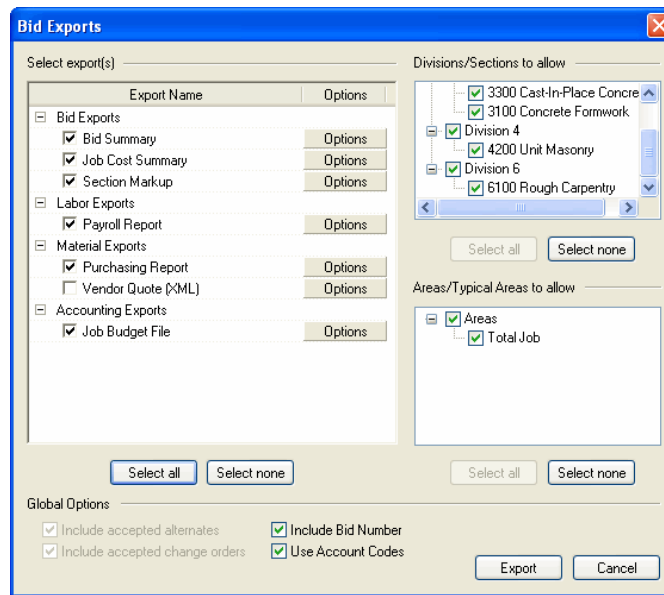 Bid Exports
Select export(s)
Export Name Options
Bid Exports
Bid Summary Options
Job Cost Summary Options
Section Markup Options
Labor Exports
Payroll Report Options
Material Exports
Purchasing Report Options
Vendor Quote (XML) Options
Accounting Exports
Job Budget File Options
Select all Select none
Divisions/Sections to allow
3300 Cast-In-Place Concre
3100 Concrete Formwork
Division 4
4200 Unit Masonry
Division 6
6100 Rough Carpentry
Select all Select none
Areas/Typical Areas to allow
Areas
Total Job
Select all Select none
Global Options
Include accepted alternates Include Bid Number
Include accepted change orders Use Account Codes
Export Cancel